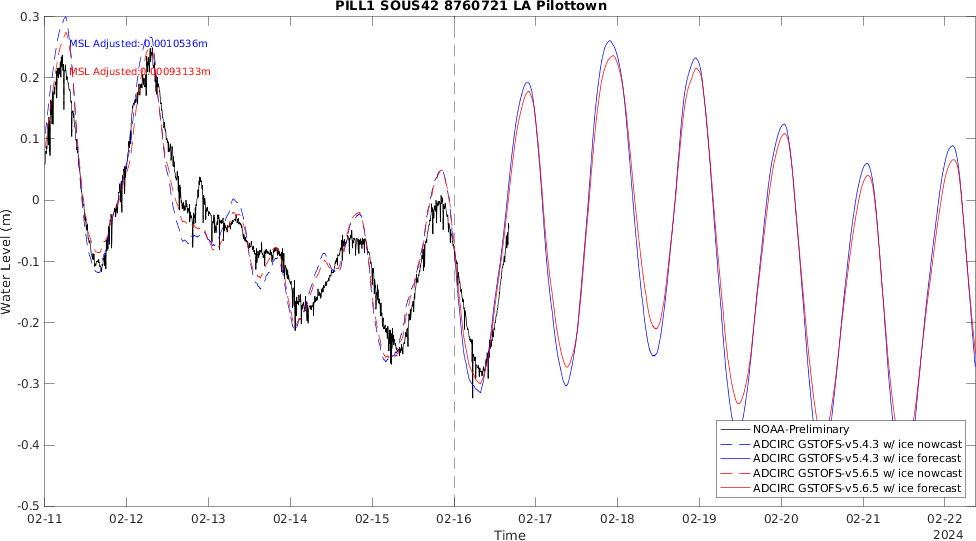 PILL1 SOUS42 8760721 LA Pilottown
MSL Adjusted:-0.0010536m
MSL Adjusted:0.00093133m
0.3
0.2
0.1
0
-0.1
-0.2
-0.3
-0.4
-0.5
Water Level (m)
NOAA-Preliminary
ADCIRC GSTOFS-v5.4.3 w/ ice nowcast
ADCIRC GSTOFS-v5.4.3 w/ ice forecast
ADCIRC GSTOFS-v5.6.5 w/ ice nowcast
ADCIRC GSTOFS-v5.6.5 w/ ice forecast
02-11 02-12 02-13 02-14 02-15 02-16 02-17 02-18 02-19 02-20 02-21 02-22
Time
2024